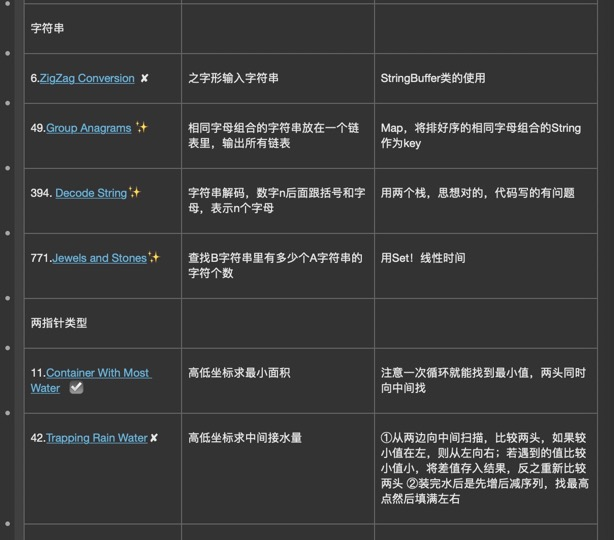 字符串
6.ZigZag Conversion ✘
之字形输入字符串
StringBuffer类的使用
49.Group Anagrams ✨
相同字母组合的字符串放在一个链
表里，输出所有链表
Map，将排好序的相同字母组合的String
作为key
394. Decode String✨
字符串解码，数字n后面跟括号和字
母，表示n个字母
用两个栈，思想对的，代码写的有问题
771.Jewels and Stones✨
查找B字符串里有多少个A字符串的
字符个数
用Set！线性时间
两指针类型
11.Container With Most
Water ☑
高低坐标求最小面积
注意一次循环就能找到最小值，两头同时
向中间找
42.Trapping Rain Water✘
高低坐标求中间接水量
①从两边向中间扫描，比较两头，如果较
小值在左，则从左向右；若遇到的值比较
小值小，将差值存入结果，反之重新比较
两头 ②装完水后是先增后减序列，找最高
点然后填满左右